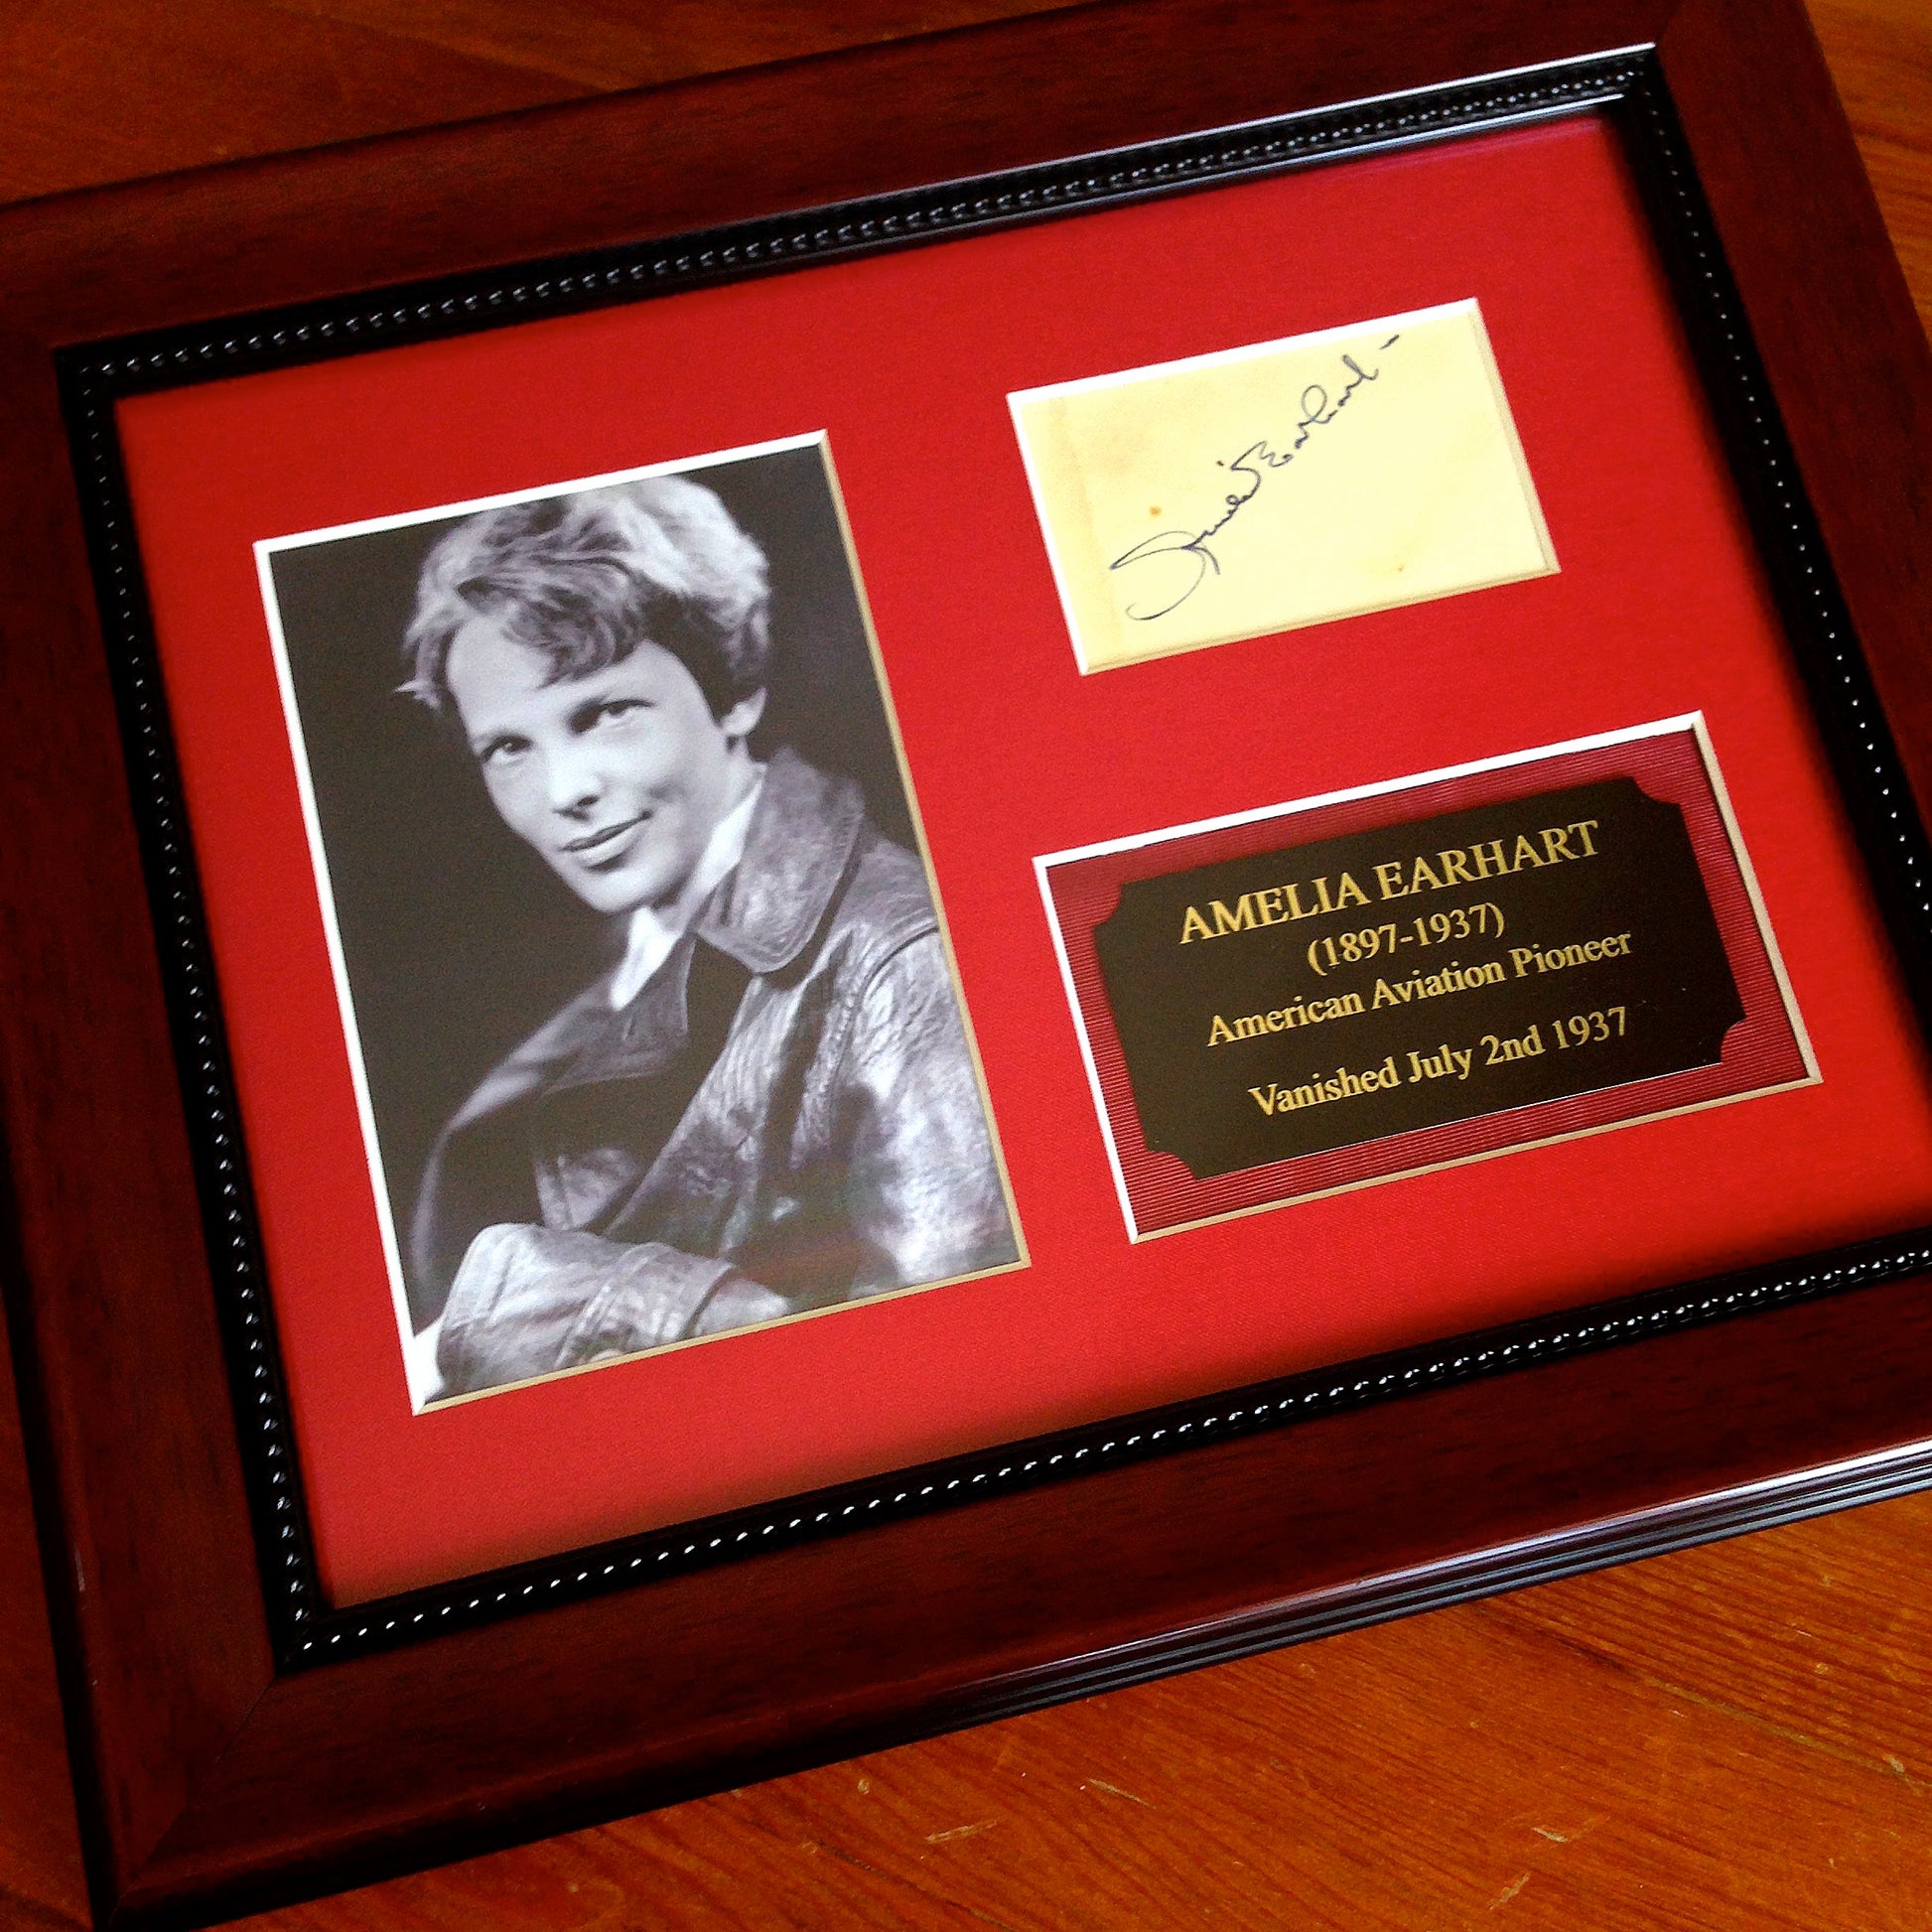 Amelia Earhart -
AMELIA EARHART
(1897-1937)
American Aviation Pioneer
Vanished July 2nd 1937